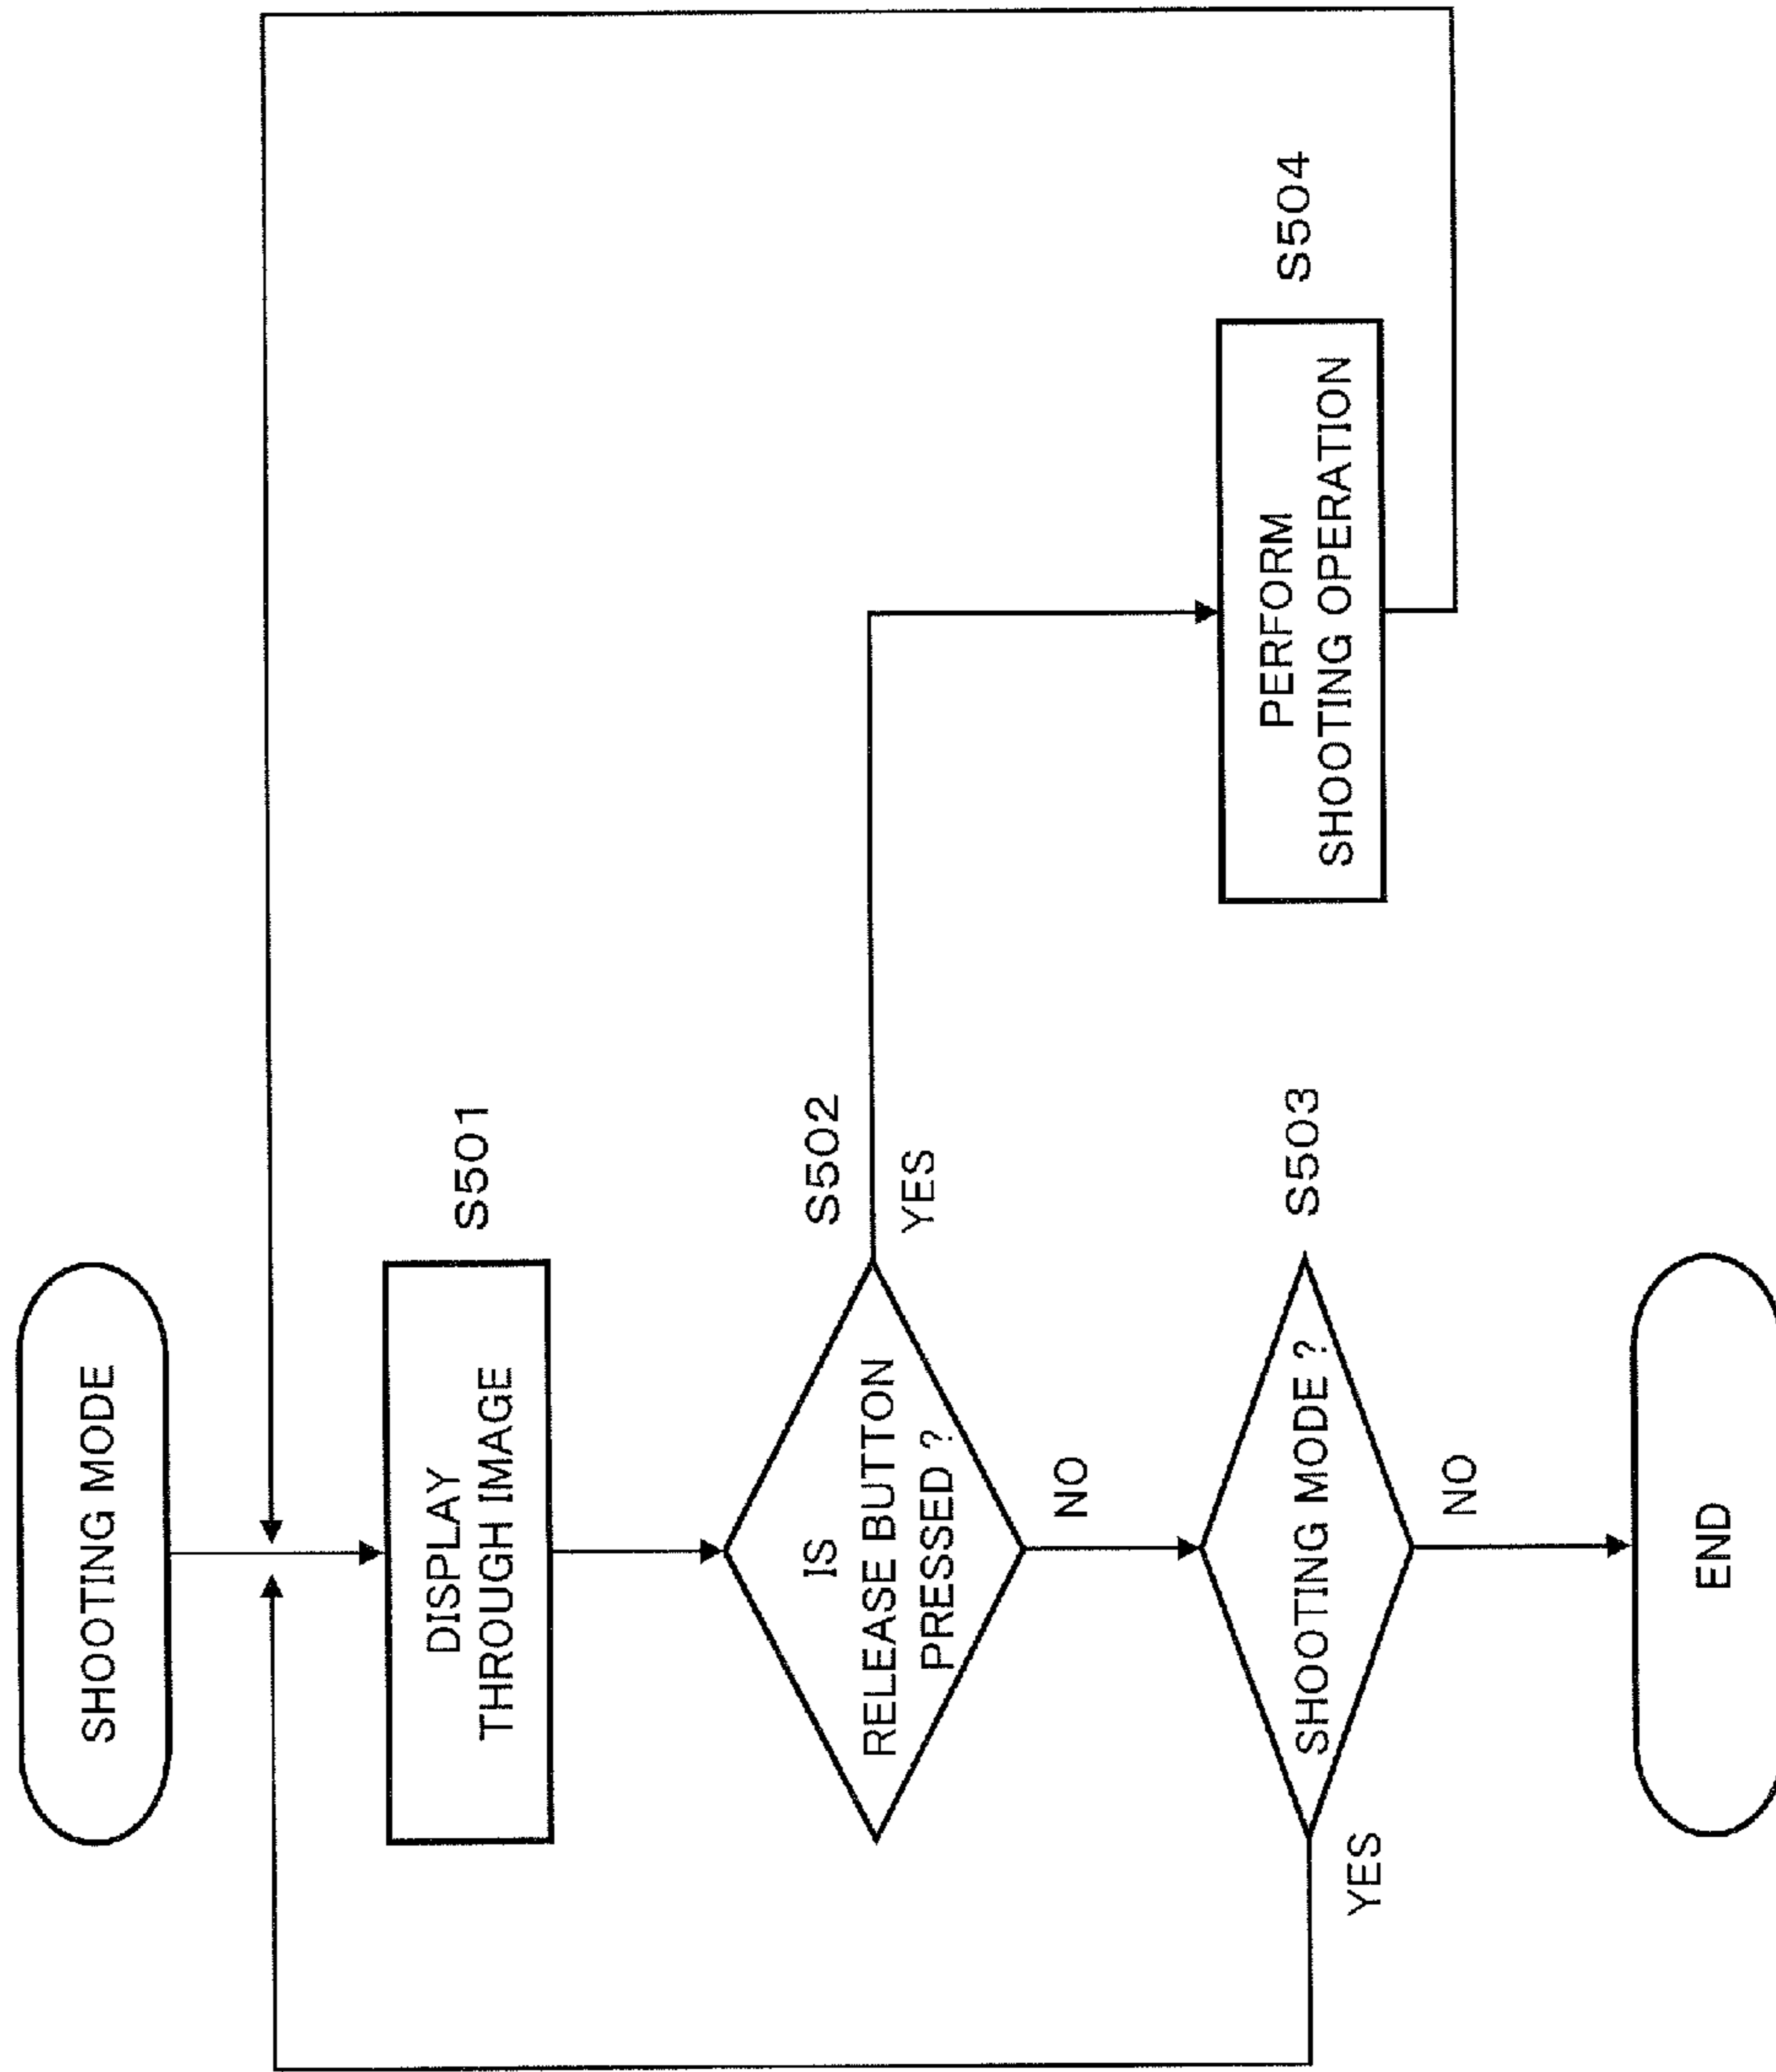 SHOOTING MODE
DISPLAY
THROUGH IMAGE
S501
IS
RELEASE BUTTON
PRESSED ?
S502
YES
NO
SHOOTING MODE ?
S503
YES
NO
PERFORM
SHOOTING OPERATION
S504
END